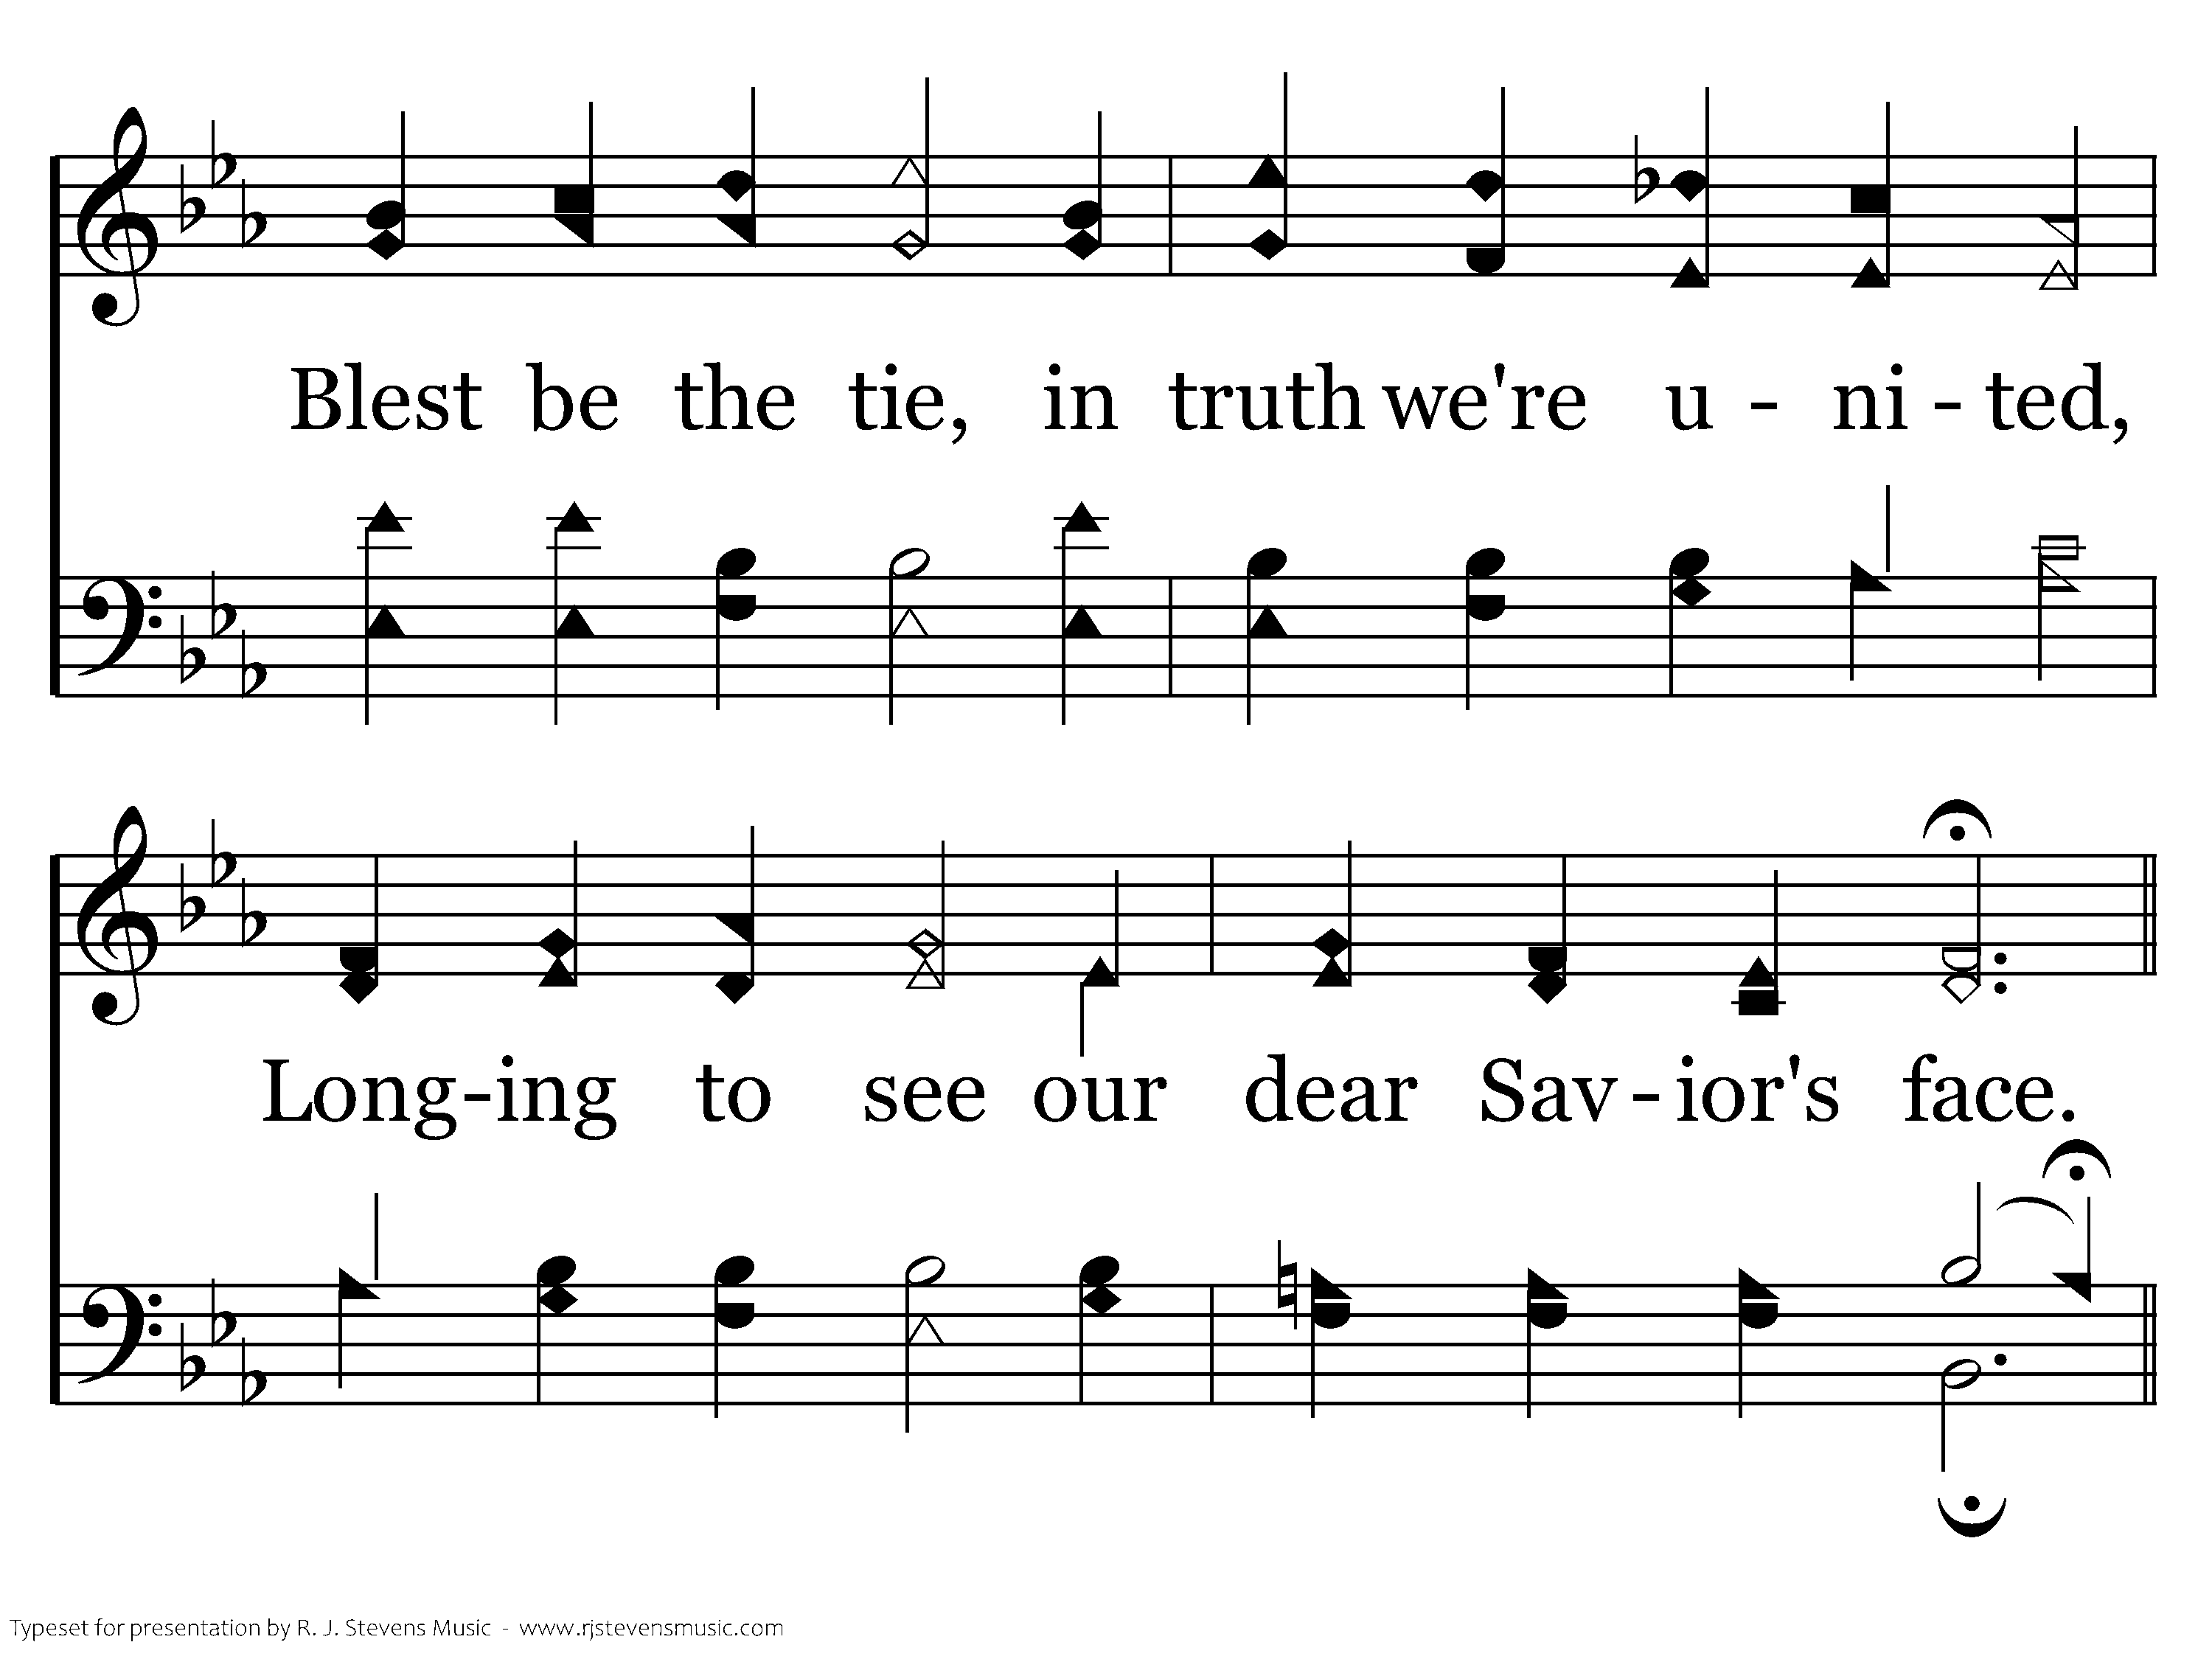 Blest be the tie, in truth we're u - ni - ted,
Long-ing to see our dear Sav - ior's face.
Typeset for presentation by R. J. Stevens Music - www.rjstevensmusic.com